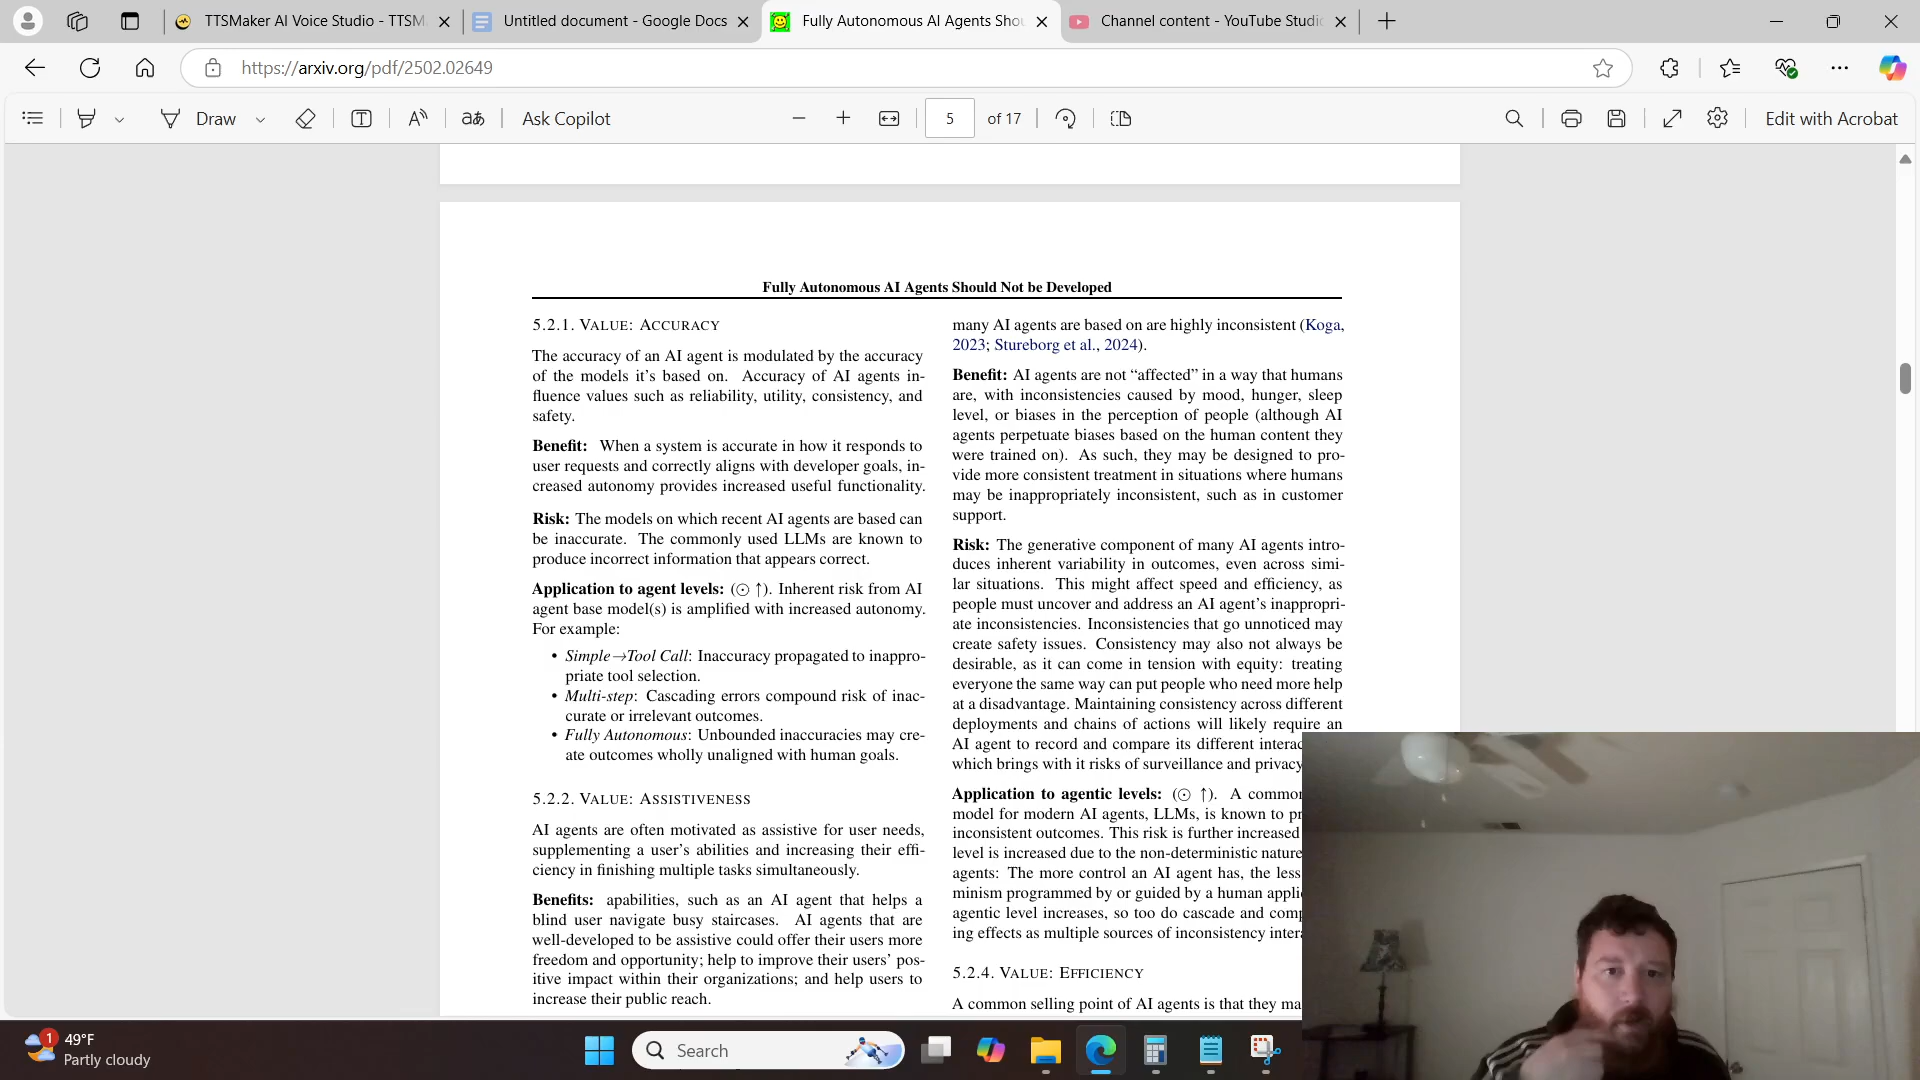 TTSMaker AI Voice Studio - TTSM
Untitled document - Google Docs
Fully Autonomous AI Agents Shou
Channel content - YouTube Studio
https://arxiv.org/pdf/2502.02649
Draw
Ask Copilot
5
of 17
Edit with Acrobat
Fully Autonomous AI Agents Should Not be Developed
5.2.1. VALUE: ACCURACY
The accuracy of an AI agent is modulated by the accuracy
of the models it's based on. Accuracy of AI agents in-
fluence values such as reliability, utility, consistency, and
safety.
Benefit: When a system is accurate in how it responds to
user requests and correctly aligns with developer goals, in-
creased autonomy provides increased useful functionality.
Risk: The models on which recent AI agents are based can
be inaccurate. The commonly used LLMs are known to
produce incorrect information that appears correct.
Application to agent levels: (⊙ ↑). Inherent risk from AI
agent base model(s) is amplified with increased autonomy.
For example:
• Simple→Tool Call: Inaccuracy propagated to inappro-
priate tool selection.
• Multi-step: Cascading errors compound risk of inac-
curate or irrelevant outcomes.
• Fully Autonomous: Unbounded inaccuracies may cre-
ate outcomes wholly unaligned with human goals.
5.2.2. VALUE: ASSISTIVENESS
AI agents are often motivated as assistive for user needs,
supplementing a user's abilities and increasing their effi-
ciency in finishing multiple tasks simultaneously.
Benefits: apabilities, such as an AI agent that helps a
blind user navigate busy staircases. AI agents that are
well-developed to be assistive could offer their users more
freedom and opportunity; help to improve their users' pos-
itive impact within their organizations; and help users to
increase their public reach.
many AI agents are based on are highly inconsistent (Koga,
2023; Stureborg et al., 2024).
Benefit: AI agents are not “affected” in a way that humans
are, with inconsistencies caused by mood, hunger, sleep
level, or biases in the perception of people (although AI
agents perpetuate biases based on the human content they
were trained on). As such, they may be designed to pro-
vide more consistent treatment in situations where humans
may be inappropriately inconsistent, such as in customer
support.
Risk: The generative component of many AI agents intro-
duces inherent variability in outcomes, even across simi-
lar situations. This might affect speed and efficiency, as
people must uncover and address an AI agent's inappropri-
ate inconsistencies. Inconsistencies that go unnoticed may
create safety issues. Consistency may also not always be
desirable, as it can come in tension with equity: treating
everyone the same way can put people who need more help
at a disadvantage. Maintaining consistency across different
deployments and chains of actions will likely require an
AI agent to record and compare its different interac
which brings with it risks of surveillance and privacy
Application to agentic levels: (⊙ ↑). A common
model for modern AI agents, LLMs, is known to pr
inconsistent outcomes. This risk is further increased
level is increased due to the non-deterministic nature
agents: The more control an AI agent has, the less
minism programmed by or guided by a human appli
agentic level increases, so too do cascade and comp
ing effects as multiple sources of inconsistency intera
5.2.4. VALUE: EFFICIENCY
A common selling point of AI agents is that they ma
1
49°F
Partly cloudy
Search